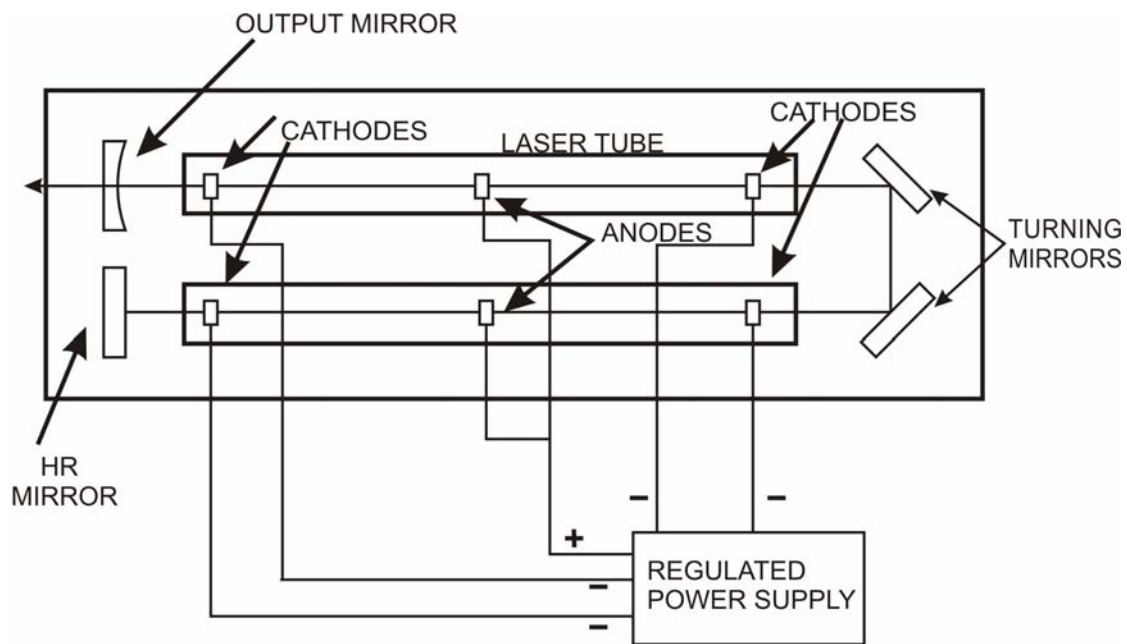 OUTPUT MIRROR
CATHODES
LASER TUBE
CATHODES
ANODES
TURNING
MIRRORS
HR
MIRROR
−
−
+
−
−
REGULATED
POWER SUPPLY